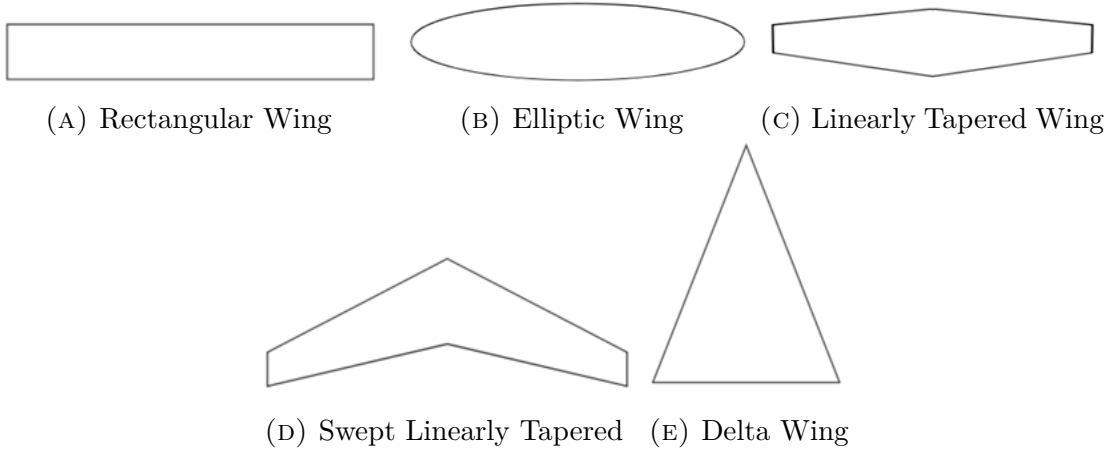 (A) Rectangular Wing
(B) Elliptic Wing
(C) Linearly Tapered Wing
(D) Swept Linearly Tapered
(E) Delta Wing